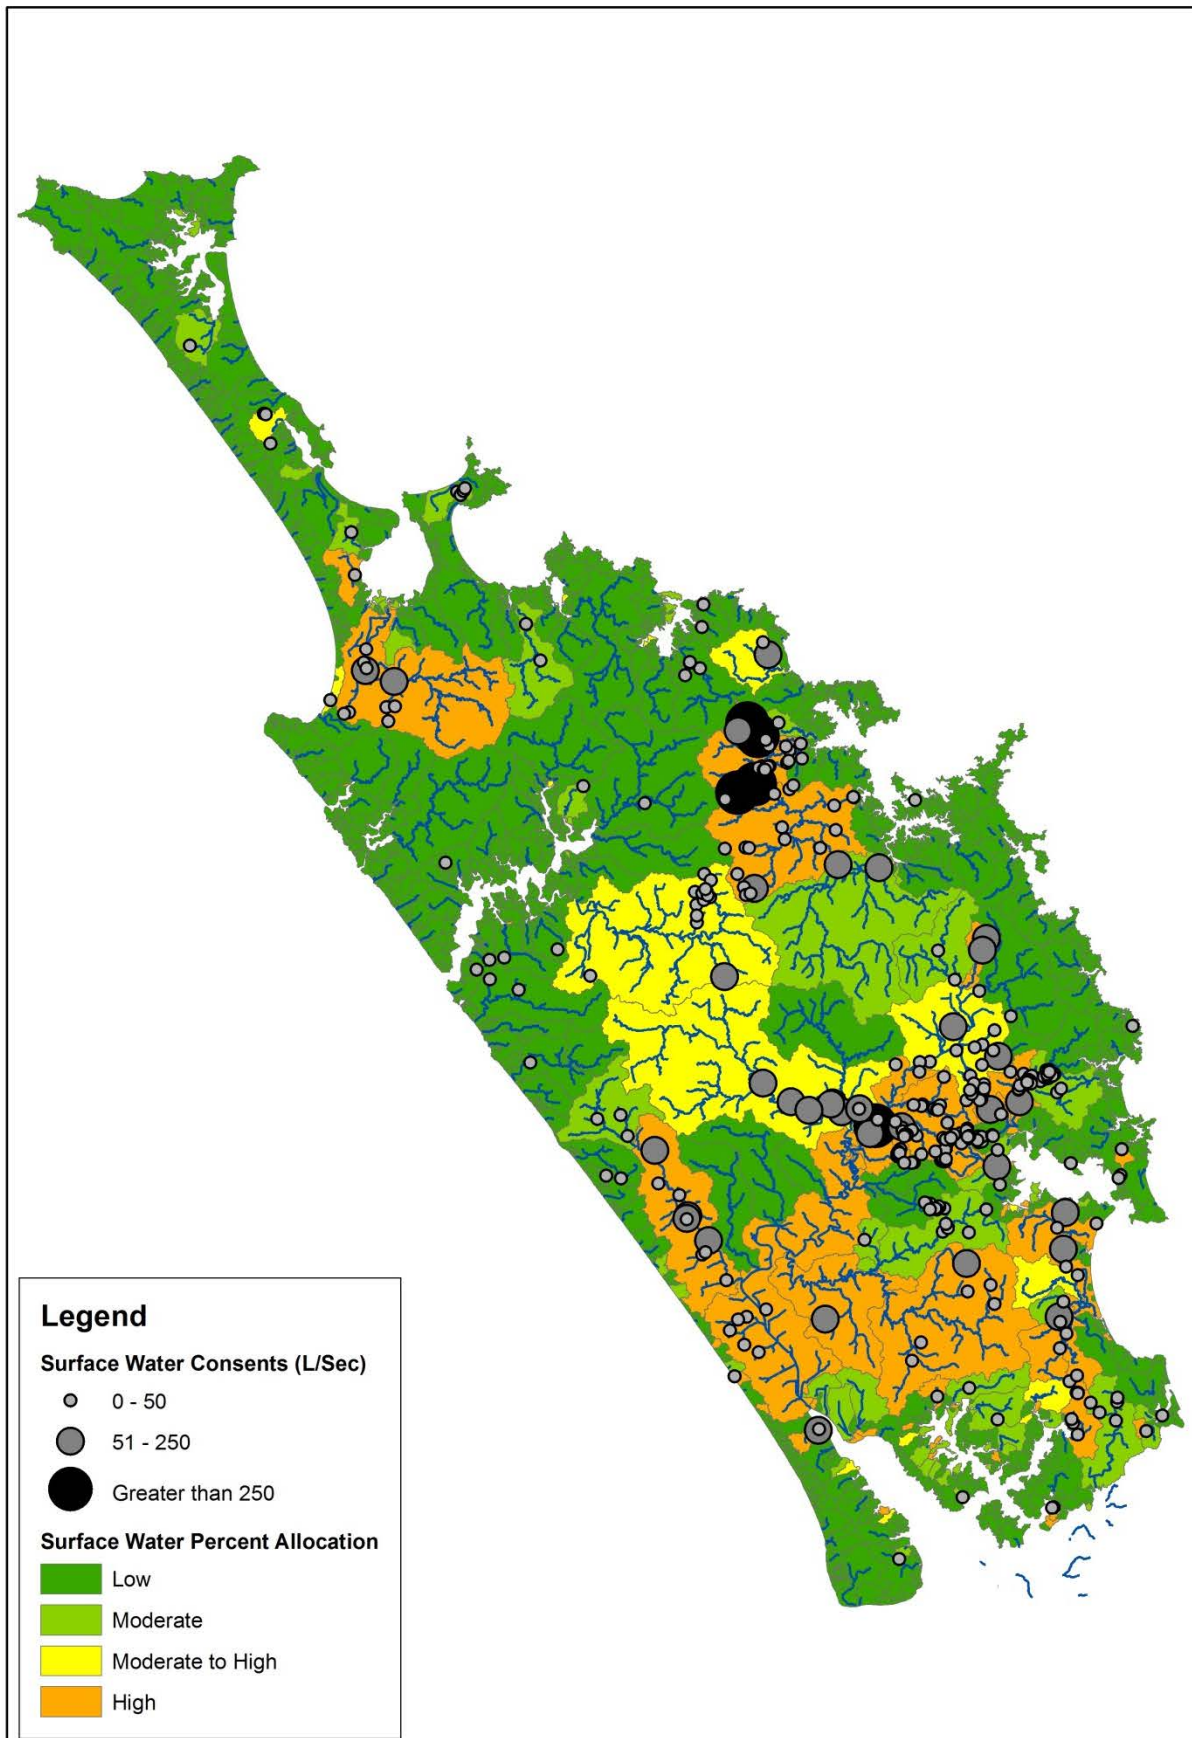 Legend
Surface Water Consents (L/Sec)
0 - 50
51 - 250
Greater than 250
Surface Water Percent Allocation
Low
Moderate
Moderate to High
High